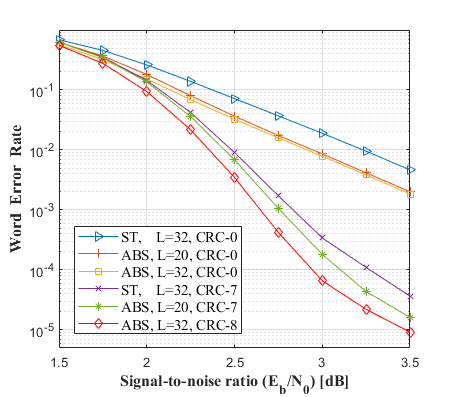 10^-1
10^-2
10^-3
10^-4
10^-5
Word Error Rate
ST, L=32, CRC-0
ABS, L=20, CRC-0
ABS, L=32, CRC-0
ST, L=32, CRC-7
ABS, L=20, CRC-7
ABS, L=32, CRC-8
1.5 2 2.5 3 3.5
Signal-to-noise ratio (E_b/N_0) [dB]